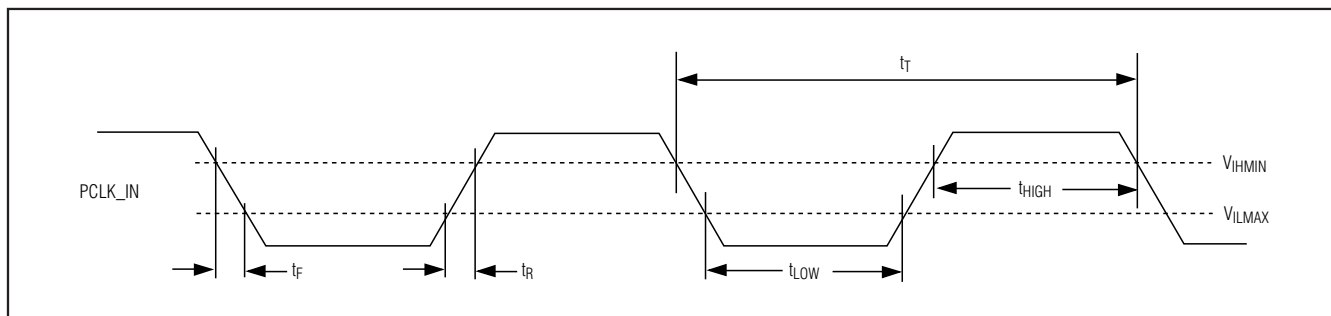 tT
VIHMIN
tHIGH
PCLK_IN
VILMAX
tF
tR
tLOW